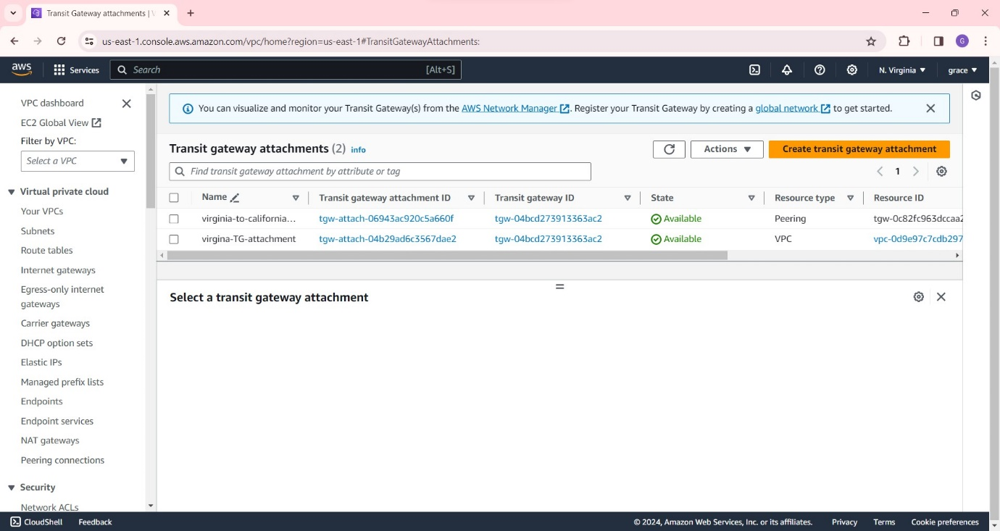 Transit Gateway attachments | V
us-east-1.console.aws.amazon.com/vpc/home?region=us-east-1#TransitGatewayAttachments:
G
aws
Services
Search
[Alt+S]
N. Virginia
grace
VPC dashboard
EC2 Global View
Filter by VPC:
Select a VPC
Virtual private cloud
Your VPCs
Subnets
Route tables
Internet gateways
Egress-only internet
gateways
Carrier gateways
DHCP option sets
Elastic IPs
Managed prefix lists
Endpoints
Endpoint services
NAT gateways
Peering connections
Security
Network ACLs
You can visualize and monitor your Transit Gateway(s) from the AWS Network Manager. Register your Transit Gateway by creating a global network to get started.
Transit gateway attachments (2) info
Actions
Create transit gateway attachment
Find transit gateway attachment by attribute or tag
1
Name Transit gateway attachment ID Transit gateway ID State Resource type Resource ID
virginia-to-california... tgw-attach-06943ac920c5a660f tgw-04bcd273913363ac2 Available Peering tgw-0c82fc963dccaa2
virgina-TG-attachment tgw-attach-04b29ad6c3567dae2 tgw-04bcd273913363ac2 Available VPC vpc-0d9e97c7cdb297
Select a transit gateway attachment
CloudShell
Feedback
© 2024, Amazon Web Services, Inc. or its affiliates.
Privacy
Terms
Cookie preferences